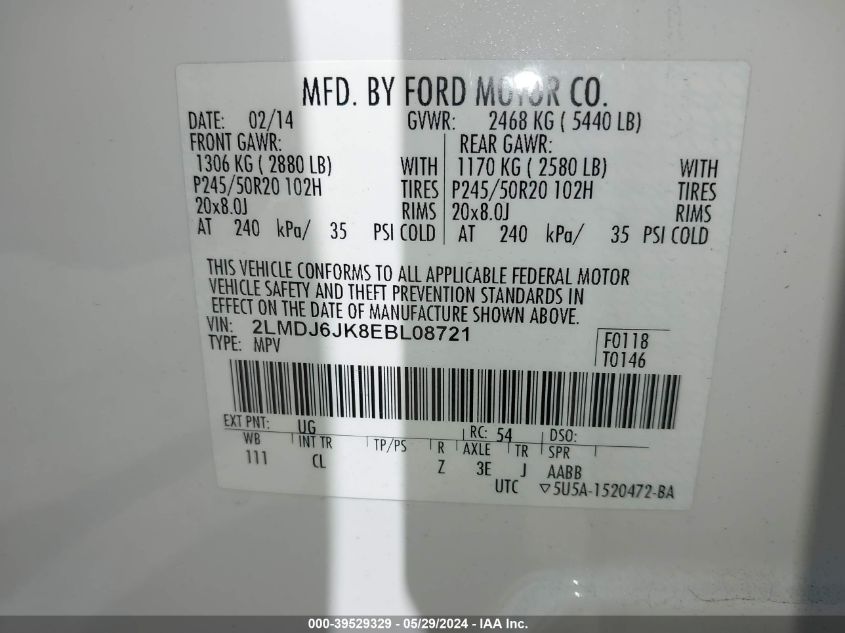 MFD. BY FORD MOTOR CO.
DATE: 02/14 GVWR: 2468 KG ( 5440 LB)
FRONT GAWR: REAR GAWR:
1306 KG ( 2880 LB) WITH 1170 KG ( 2580 LB) WITH
P245/50R20 102H TIRES P245/50R20 102H TIRES
20x8.0J RIMS 20x8.0J RIMS
AT 240 kPa/ 35 PSI COLD AT 240 kPa/ 35 PSI COLD
THIS VEHICLE CONFORMS TO ALL APPLICABLE FEDERAL MOTOR
VEHICLE SAFETY AND THEFT PREVENTION STANDARDS IN
EFFECT ON THE DATE OF MANUFACTURE SHOWN ABOVE.
VIN: 2LMDJ6JK8EBL08721 F0118
TYPE: MPV T0146
EXT PNT: UG RC: 54 DSO:
WB INT TR TP/PS R AXLE TR SPR
111 CL Z 3E J AABB
UTC ▽5U5A-1520472-BA
000-39529329 - 05/29/2024 - IAA Inc.